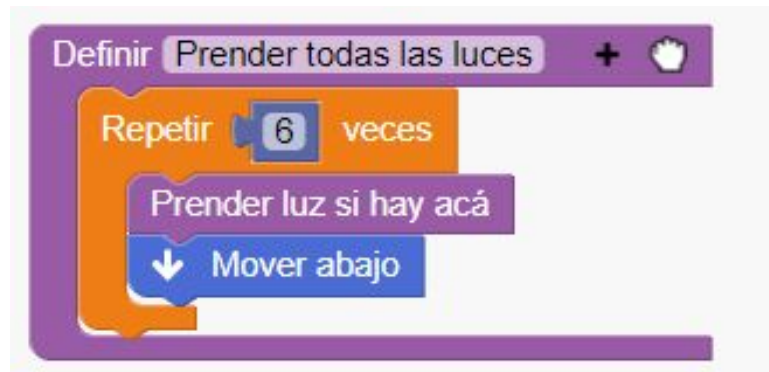 Definir Prender todas las luces +
Repetir 6 veces
Prender luz si hay acá
Mover abajo